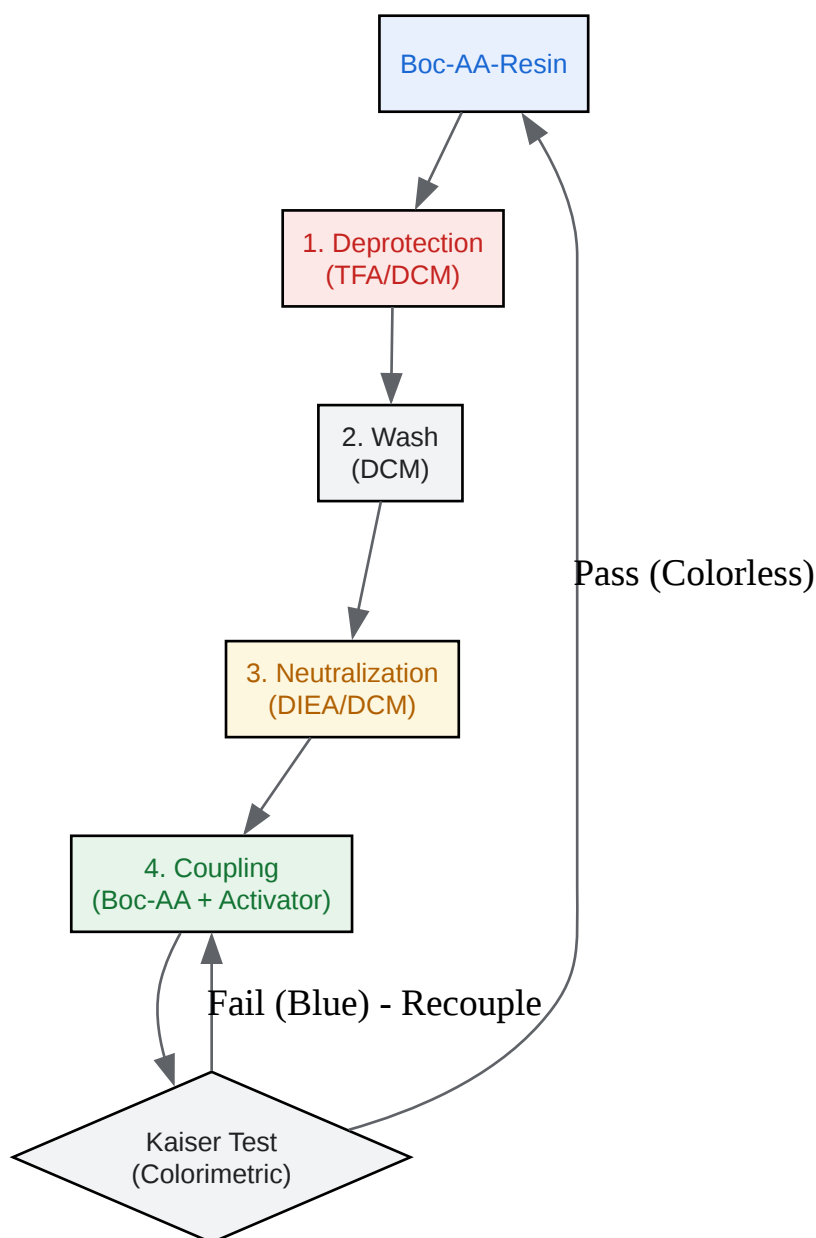 Boc-AA-Resin
1. Deprotection
(TFA/DCM)
2. Wash
(DCM)
Pass (Colorless)
3. Neutralization
(DIEA/DCM)
4. Coupling
(Boc-AA + Activator)
Fail (Blue) - Recouple
Kaiser Test
(Colorimetric)